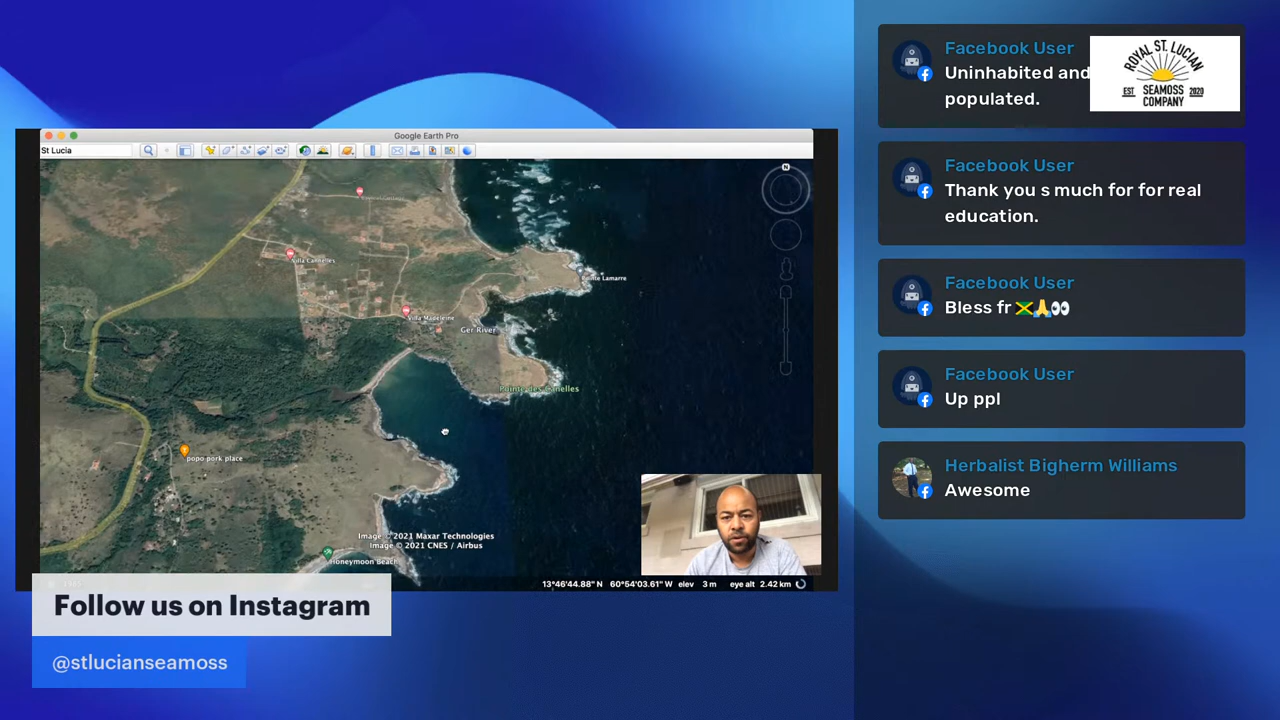 Google Earth Pro
St Lucia
N
Villa Cannelles
Pointe Lamarre
Villa Madeleine
Ger River
popo pork place
Image © 2021 Maxar Technologies
Image © 2021 CNES / Airbus
Honeymoon Beach
13°46'44.88" N 60°54'03.61" W elev 3 m eye alt 2.42 km
Follow us on Instagram
@stlucianseamoss
Facebook User
Uninhabited and
populated.
ROYAL ST. LUCIAN
EST. 2020
SEAMOSS
COMPANY
Facebook User
Thank you s much for for real
education.
Facebook User
Bless fr 🇯🇲🙏👀
Facebook User
Up ppl
Herbalist Bigherm Williams
Awesome